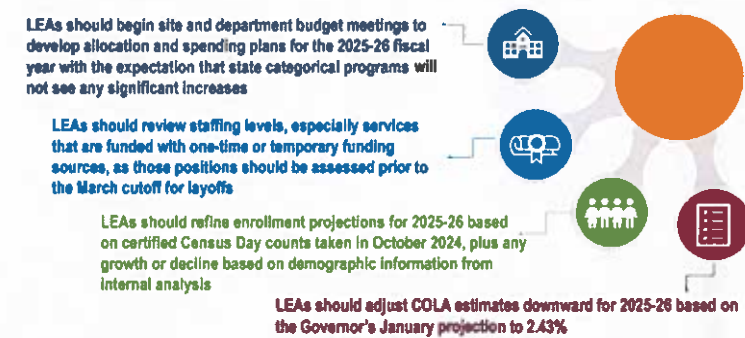 LEAs should begin site and department budget meetings to
develop allocation and spending plans for the 2025-26 fiscal
year with the expectation that state categorical programs will
not see any significant increases
LEAs should review staffing levels, especially services
that are funded with one-time or temporary funding
sources, as those positions should be assessed prior to
the March cutoff for layoffs
LEAs should refine enrollment projections for 2025-26 based
on certified Census Day counts taken in October 2024, plus any
growth or decline based on demographic information from
internal analysis
LEAs should adjust COLA estimates downward for 2025-26 based on
the Governor's January projection to 2.43%